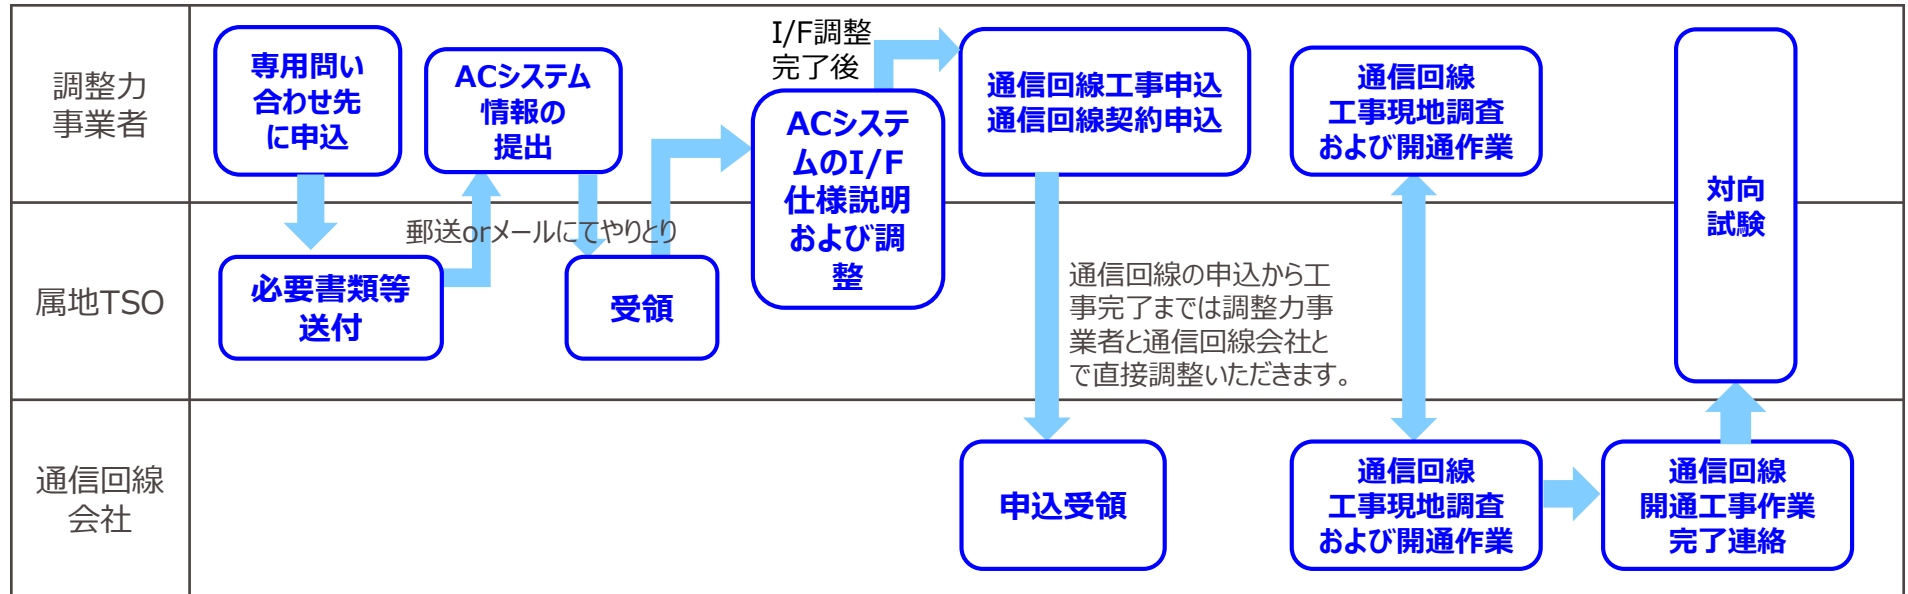 調整力
事業者
専用問い
合わせ先
に申込
ACシステム
情報の
提出
I/F調整
完了後
ACシステ
ムのI/F
仕様説明
および調
整
通信回線工事申込
通信回線契約申込
通信回線
工事現地調査
および開通作業
対向
試験
属地TSO
必要書類等
送付
郵送orメールにてやりとり
受領
通信回線の申込から工
事完了までは調整力事
業者と通信回線会社と
で直接調整いただきます。
通信回線
会社
申込受領
通信回線
工事現地調査
および開通作業
通信回線
開通工事作業
完了連絡